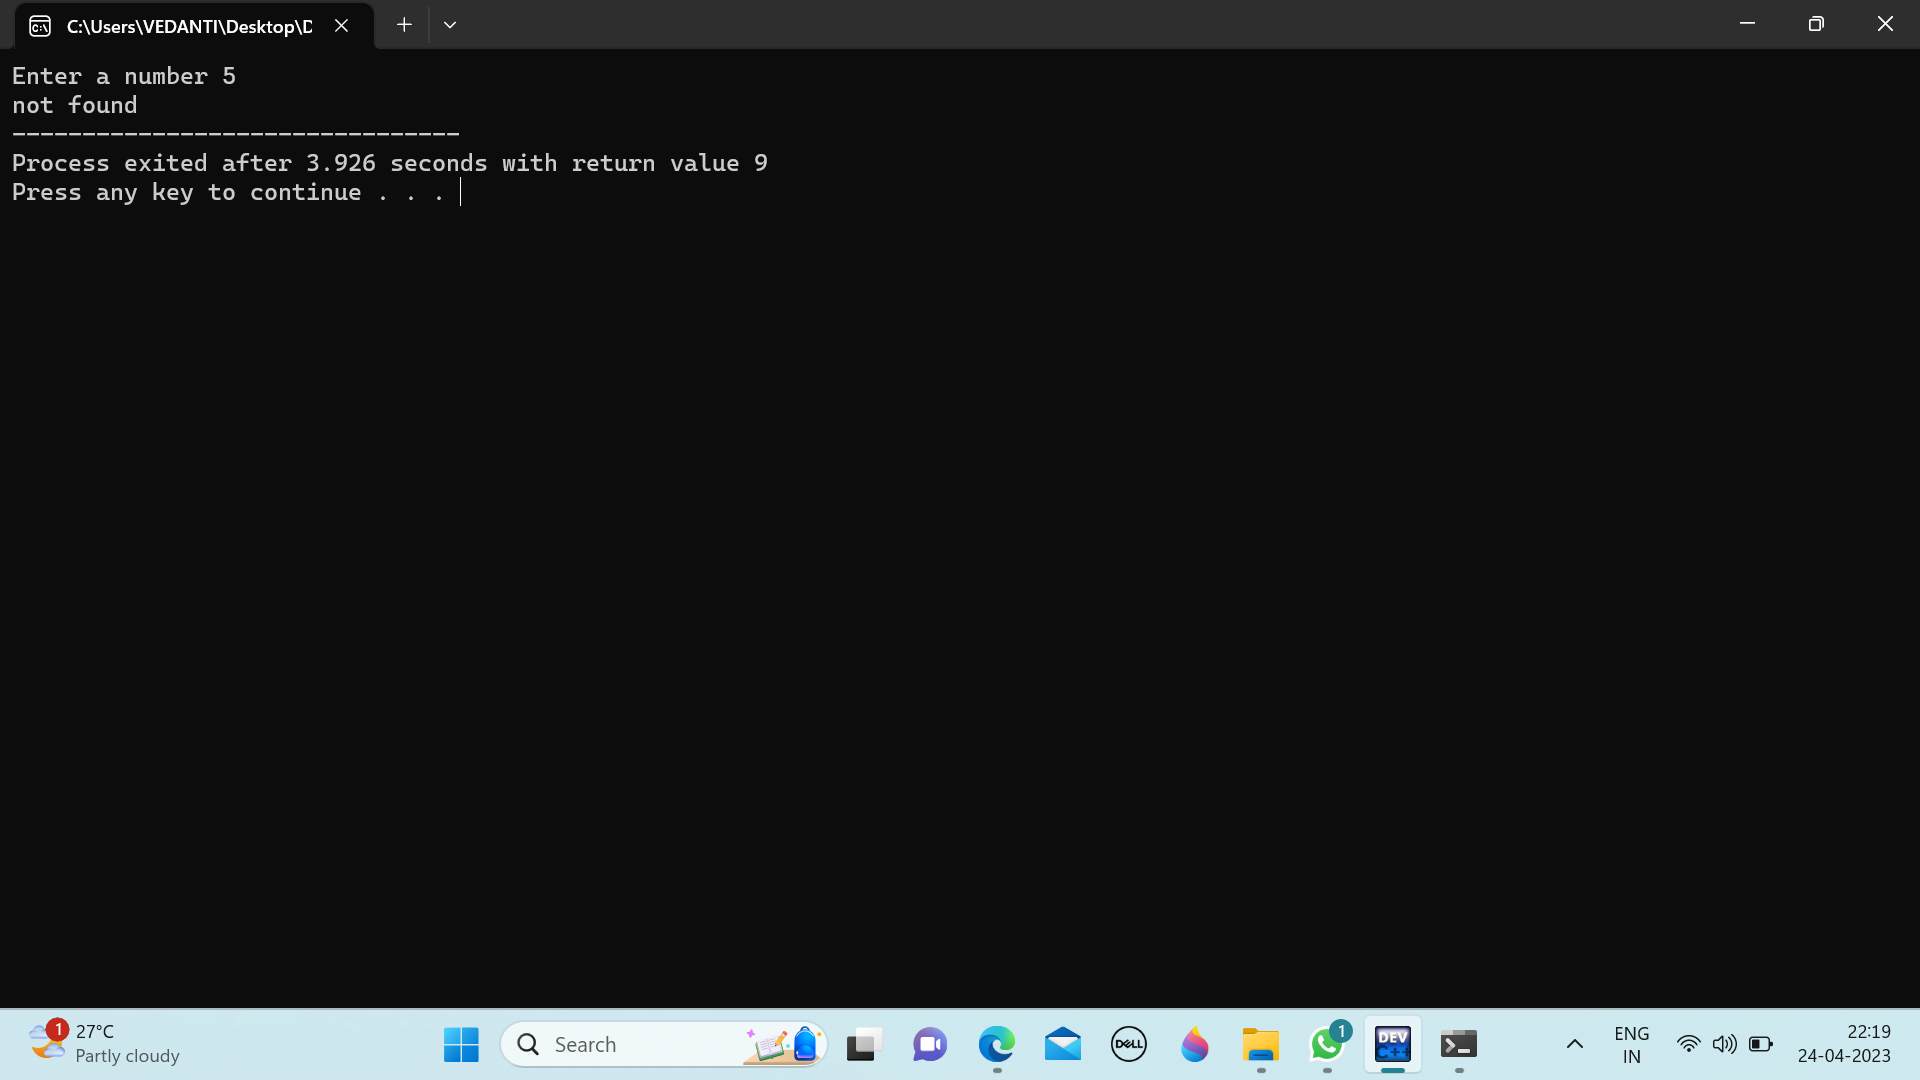 C:\Users\VEDANTI\Desktop\D
Enter a number 5
not found
--------------------------------
Process exited after 3.926 seconds with return value 9
Press any key to continue . . .
1
27°C
Partly cloudy
Search
DELL
1
DEV
C++
ENG
IN
22:19
24-04-2023